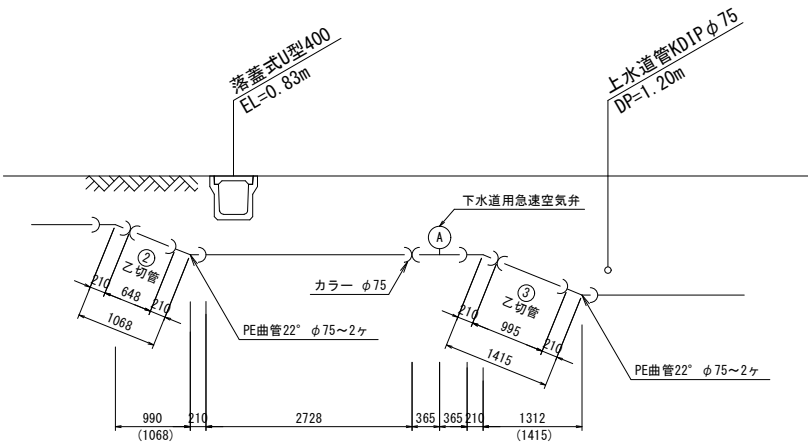 落蓋式U型400
EL=0.83m
上水道管KDIPφ75
DP=1.20m
下水道用急速空気弁
A
②
乙切管
カラー φ75
③
乙切管
210
648
210
1068
PE曲管22° φ75～2ヶ
210
995
210
1415
PE曲管22° φ75～2ヶ
990
210
2728
365
365
210
1312
(1068)
(1415)